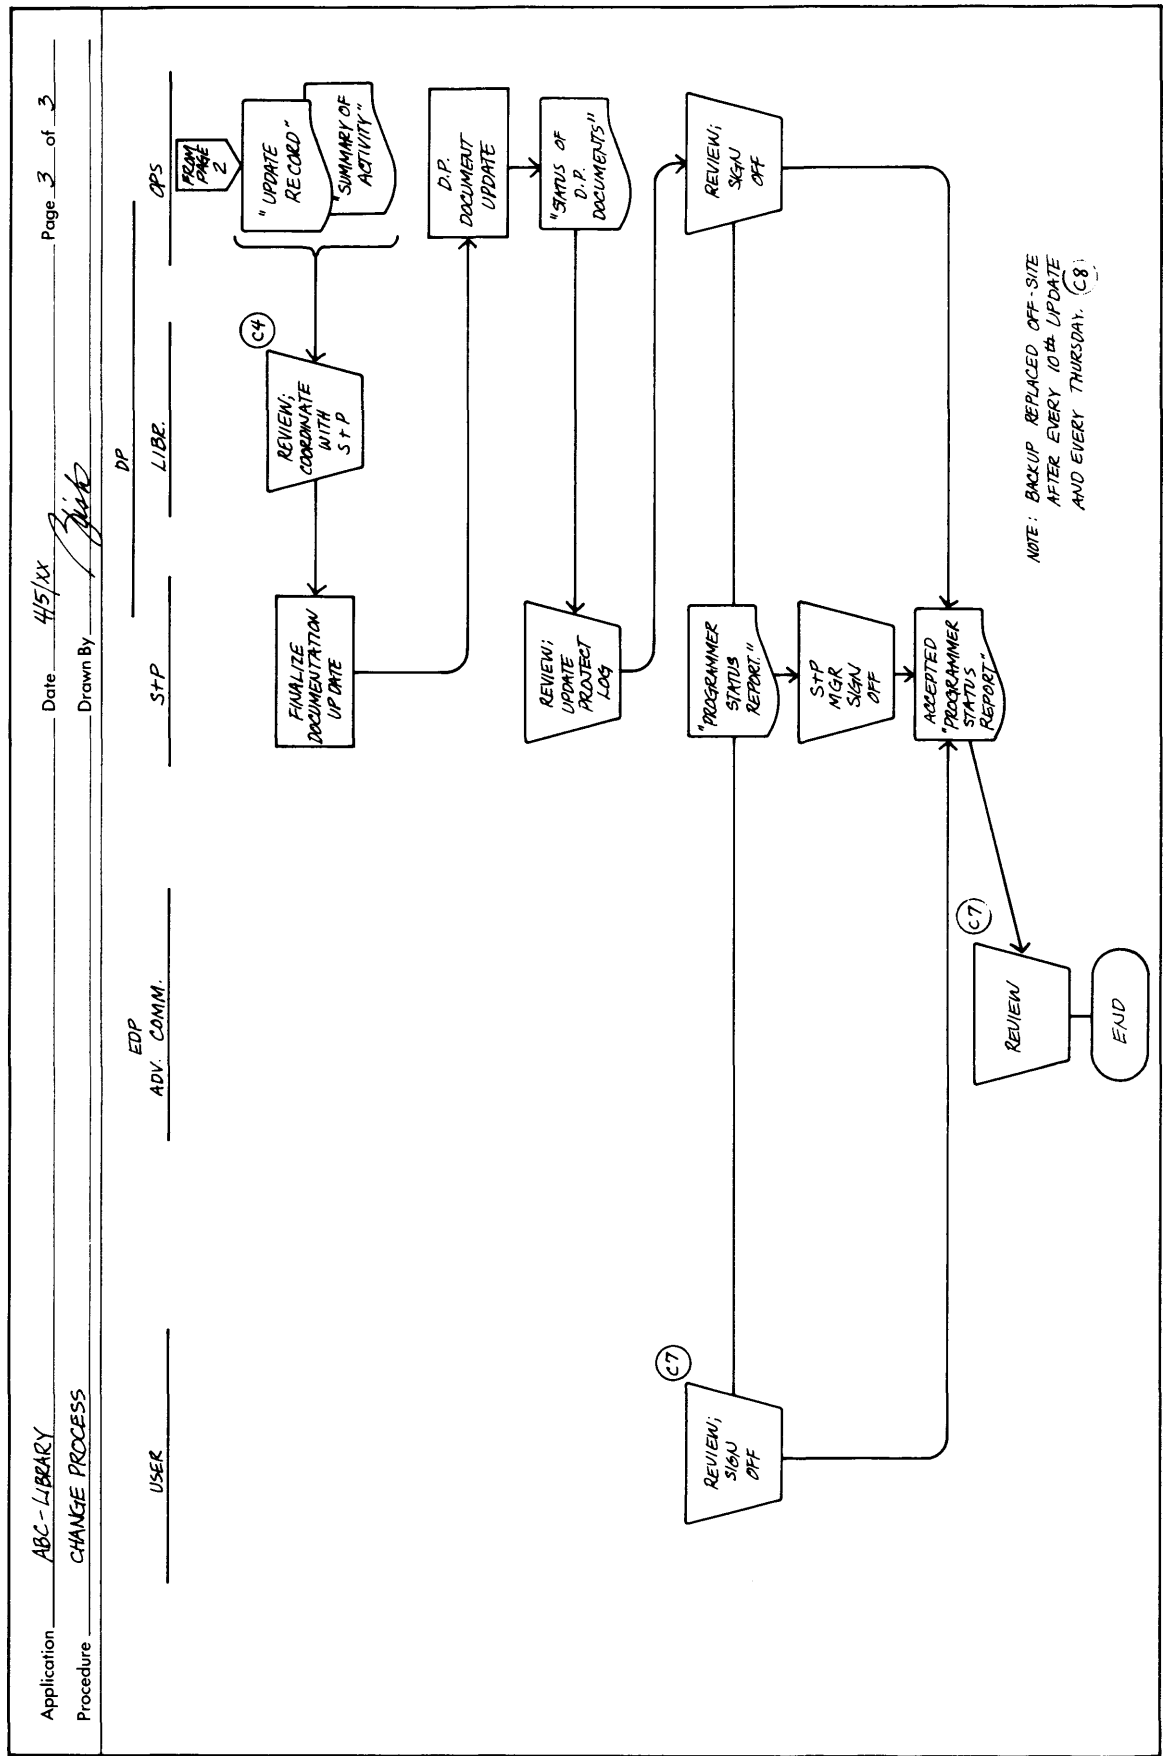 Application ABC-LIBRARY Date 4/5/XX Page 3 of 3
Procedure CHANGE PROCESS Drawn By
DP
USER
EDP
ADV. COMM.
S+P
LIBR.
OPS
FROM
PAGE
2
"UPDATE
RECORD"
"SUMMARY OF
ACTIVITY"
C4
REVIEW;
COORDINATE
WITH
S+P
FINALIZE
DOCUMENTATION
UPDATE
D.P.
DOCUMENT
UPDATE
"STATUS OF
D.P.
DOCUMENTS"
REVIEW;
UPDATE
PROJECT
LOG
C7
REVIEW;
SIGN
OFF
"PROGRAMMER
STATUS
REPORT."
REVIEW;
SIGN
OFF
S+P
MGR
SIGN
OFF
ACCEPTED
"PROGRAMMER
STATUS
REPORT"
C7
REVIEW
END
NOTE: BACKUP REPLACED OFF-SITE
AFTER EVERY 10th UPDATE
AND EVERY THURSDAY. C8